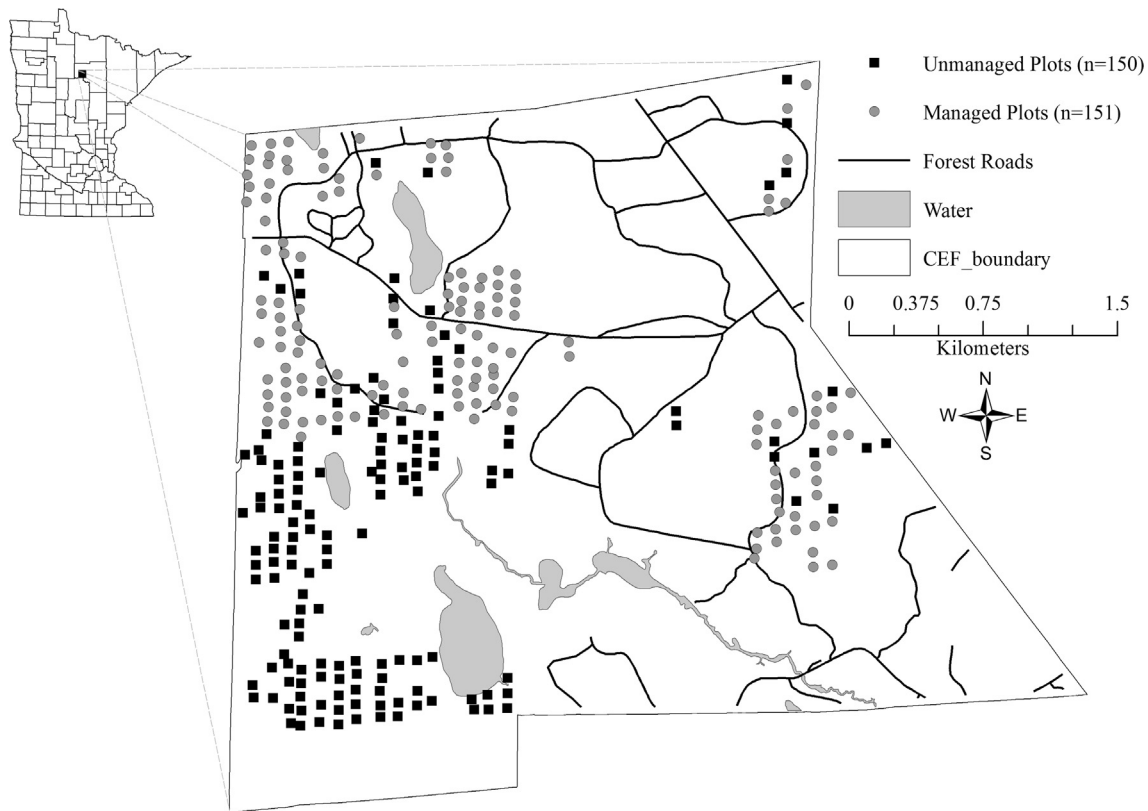 Unmanaged Plots (n=150)
Managed Plots (n=151)
Forest Roads
Water
CEF_boundary
0 0.375 0.75 1.5
Kilometers
N
W E
S